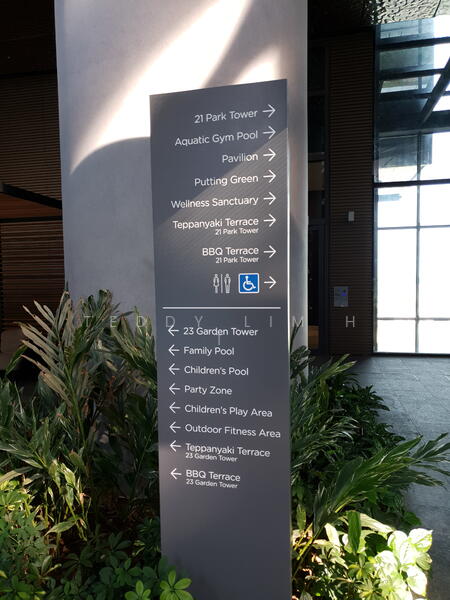 21 Park Tower →
Aquatic Gym Pool →
Pavilion →
Putting Green →
Wellness Sanctuary →
Teppanyaki Terrace →
21 Park Tower
BBQ Terrace →
21 Park Tower
→
← 23 Garden Tower
TEDDY LIM H
← Family Pool
← Children's Pool
← Party Zone
← Children's Play Area
← Outdoor Fitness Area
← Teppanyaki Terrace
23 Garden Tower
← BBQ Terrace
23 Garden Tower